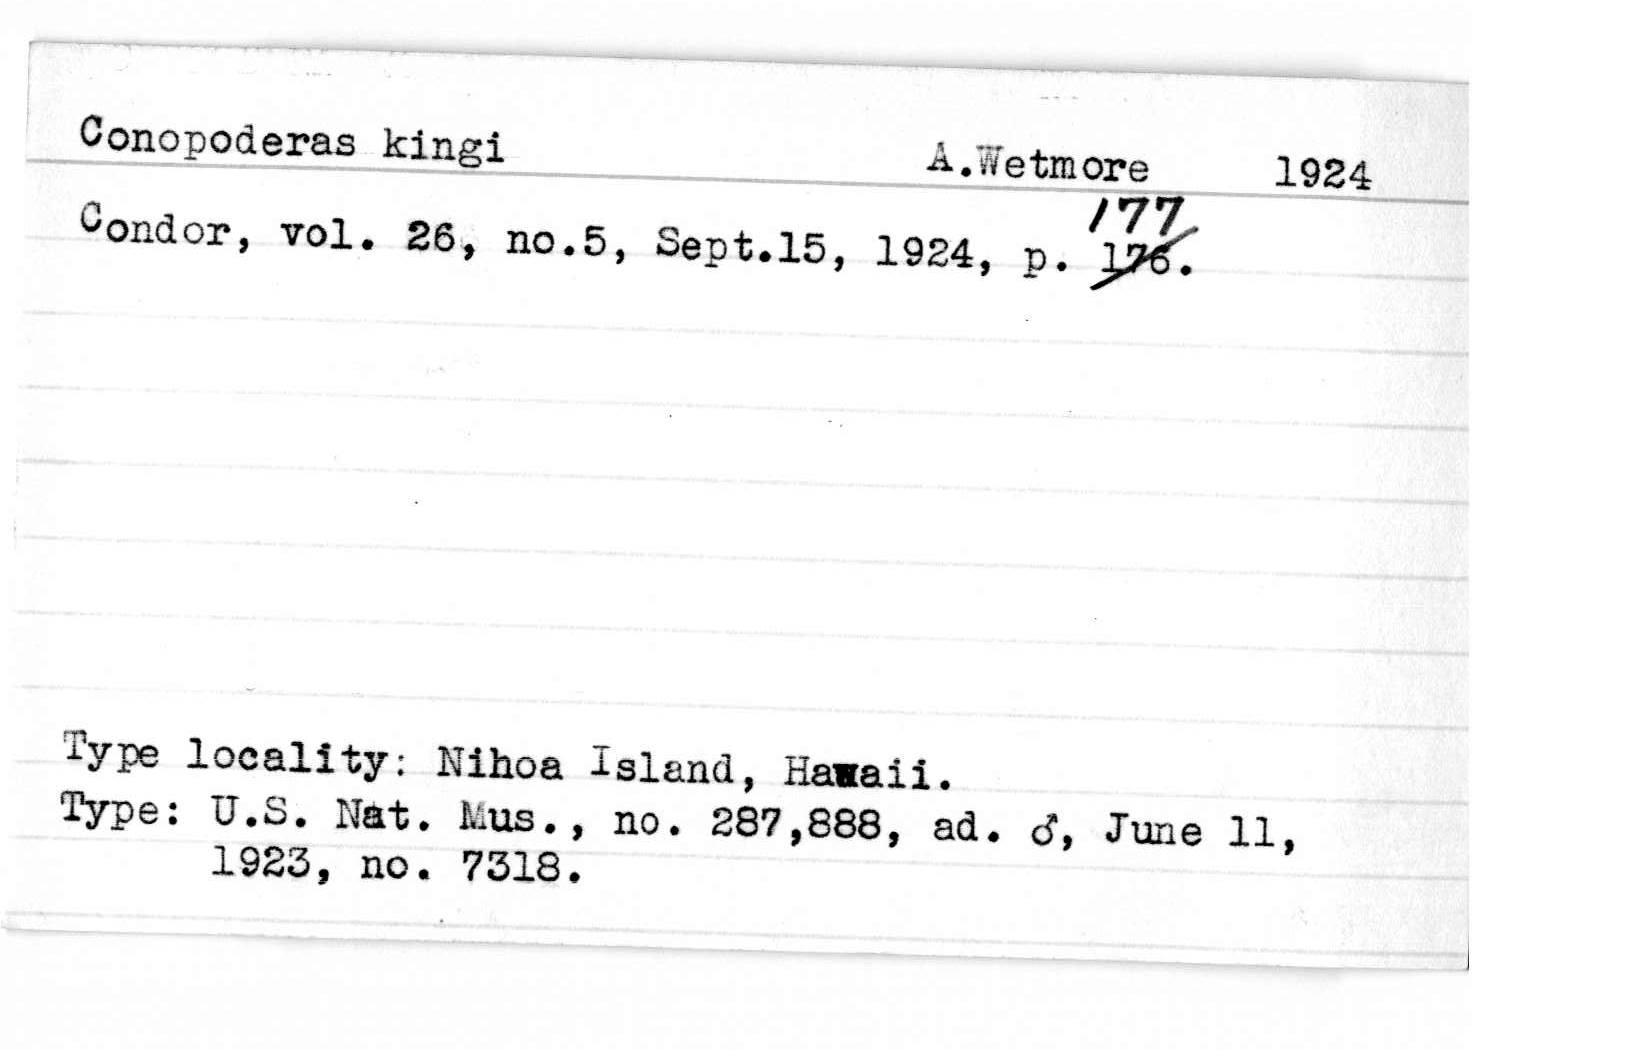 Conopoderas kingi A.Wetmore 1924
177
Condor, vol. 26, no.5, Sept.15, 1924, p. 176.
Type locality: Nihoa Island, Hawaii.
Type: U.S. Nat. Mus., no. 287,888, ad. ♂, June 11,
1923, no. 7318.